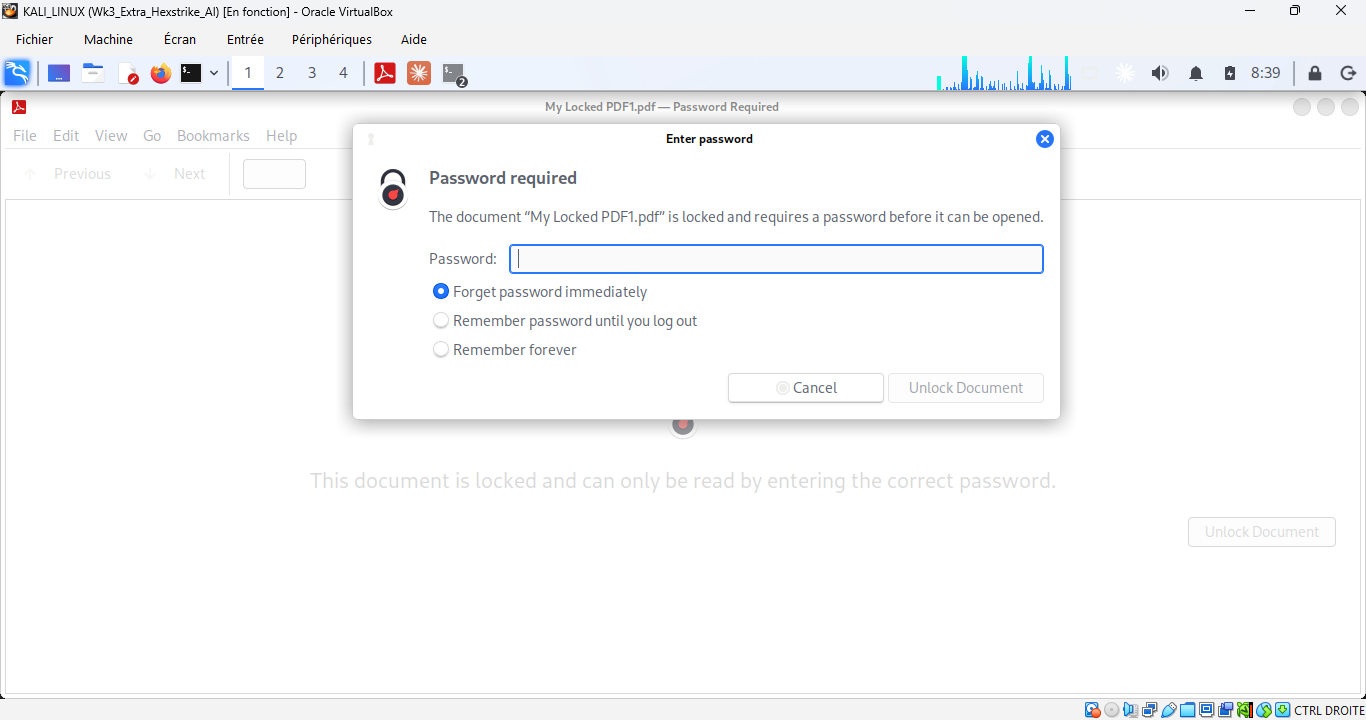 KALI_LINUX (Wk3_Extra_Hexstrike_AI) [En fonction] - Oracle VirtualBox
Fichier Machine Écran Entrée Périphériques Aide
1 2 3 4 2 8:39
My Locked PDF1.pdf — Password Required
File Edit View Go Bookmarks Help
Previous Next
Enter password
Password required
The document “My Locked PDF1.pdf” is locked and requires a password before it can be opened.
Password:
Forget password immediately
Remember password until you log out
Remember forever
Cancel Unlock Document
This document is locked and can only be read by entering the correct password.
Unlock Document
CTRL DROITE